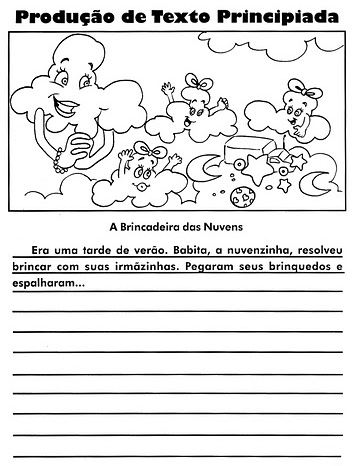 Produção de Texto Principiada
A Brincadeira das Nuvens
Era uma tarde de verão. Babita, a nuvenzinha, resolveu
brincar com suas irmãzinhas. Pegaram seus brinquedos e
espalharam...